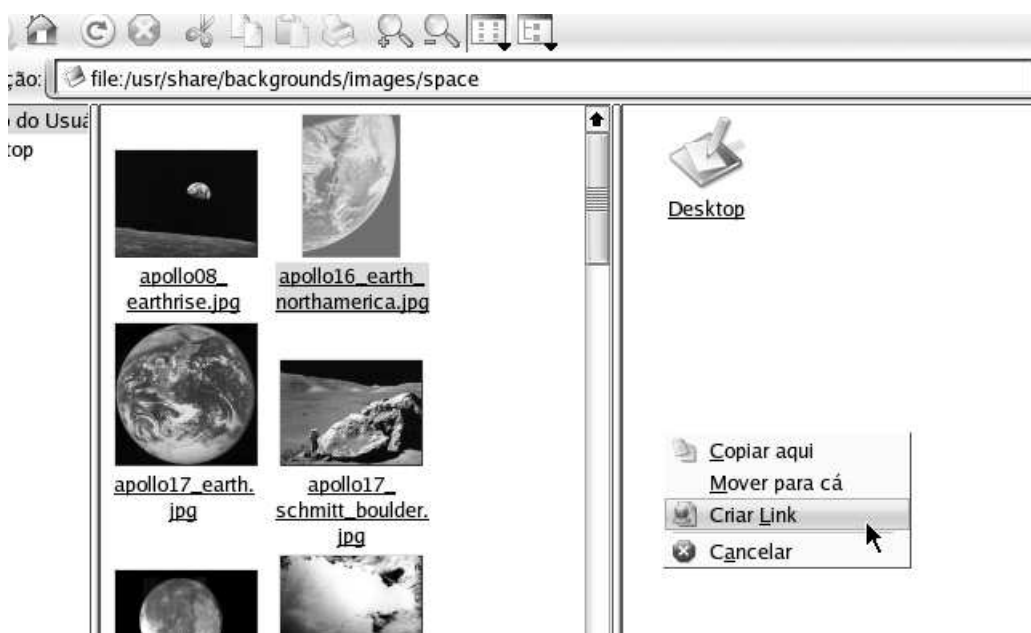 ção: file:/usr/share/backgrounds/images/space
do Usuá
top
apollo08_
earthrise.jpg
apollo16_earth_
northamerica.jpg
apollo17_earth.
jpg
apollo17_
schmitt_boulder.
jpg
Desktop
Copiar aqui
Mover para cá
Criar Link
Cancelar